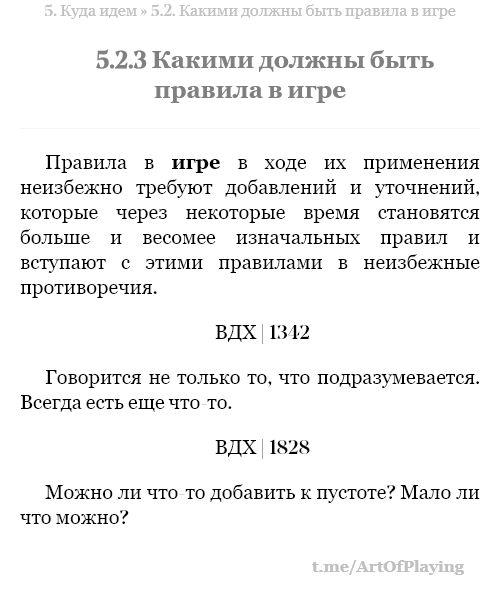 5. Куда идем » 5.2. Какими должны быть правила в игре
5.2.3 Какими должны быть
правила в игре
Правила в игре в ходе их применения
неизбежно требуют добавлений и уточнений,
которые через некоторые время становятся
больше и весомее изначальных правил и
вступают с этими правилами в неизбежные
противоречия.
ВДХ | 1342
Говорится не только то, что подразумевается.
Всегда есть еще что-то.
ВДХ | 1828
Можно ли что-то добавить к пустоте? Мало ли
что можно?
t.me/ArtOfPlaying